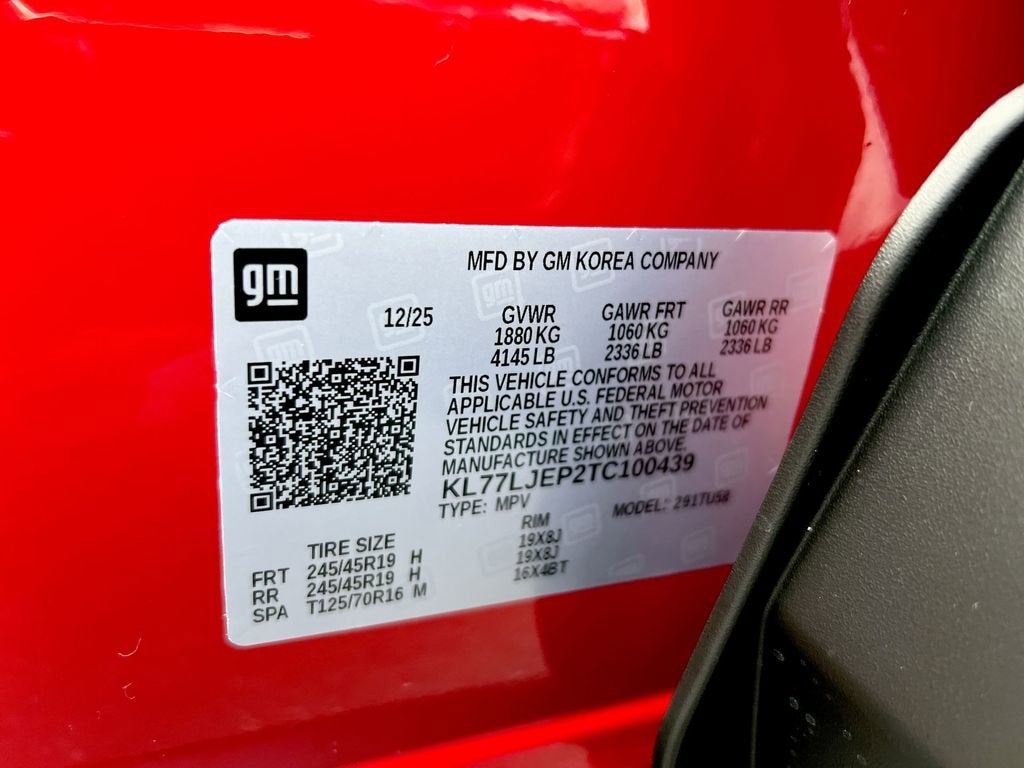 gm
MFD BY GM KOREA COMPANY
12/25 GVWR GAWR FRT GAWR RR
1880 KG 1060 KG 1060 KG
4145 LB 2336 LB 2336 LB
THIS VEHICLE CONFORMS TO ALL
APPLICABLE U.S. FEDERAL MOTOR
VEHICLE SAFETY AND THEFT PREVENTION
STANDARDS IN EFFECT ON THE DATE OF
MANUFACTURE SHOWN ABOVE.
KL77LJEP2TC100439
TYPE: MPV MODEL: 291TU58
TIRE SIZE RIM
FRT 245/45R19 H 19X8J
RR 245/45R19 H 19X8J
SPA T125/70R16 M 16X4BT